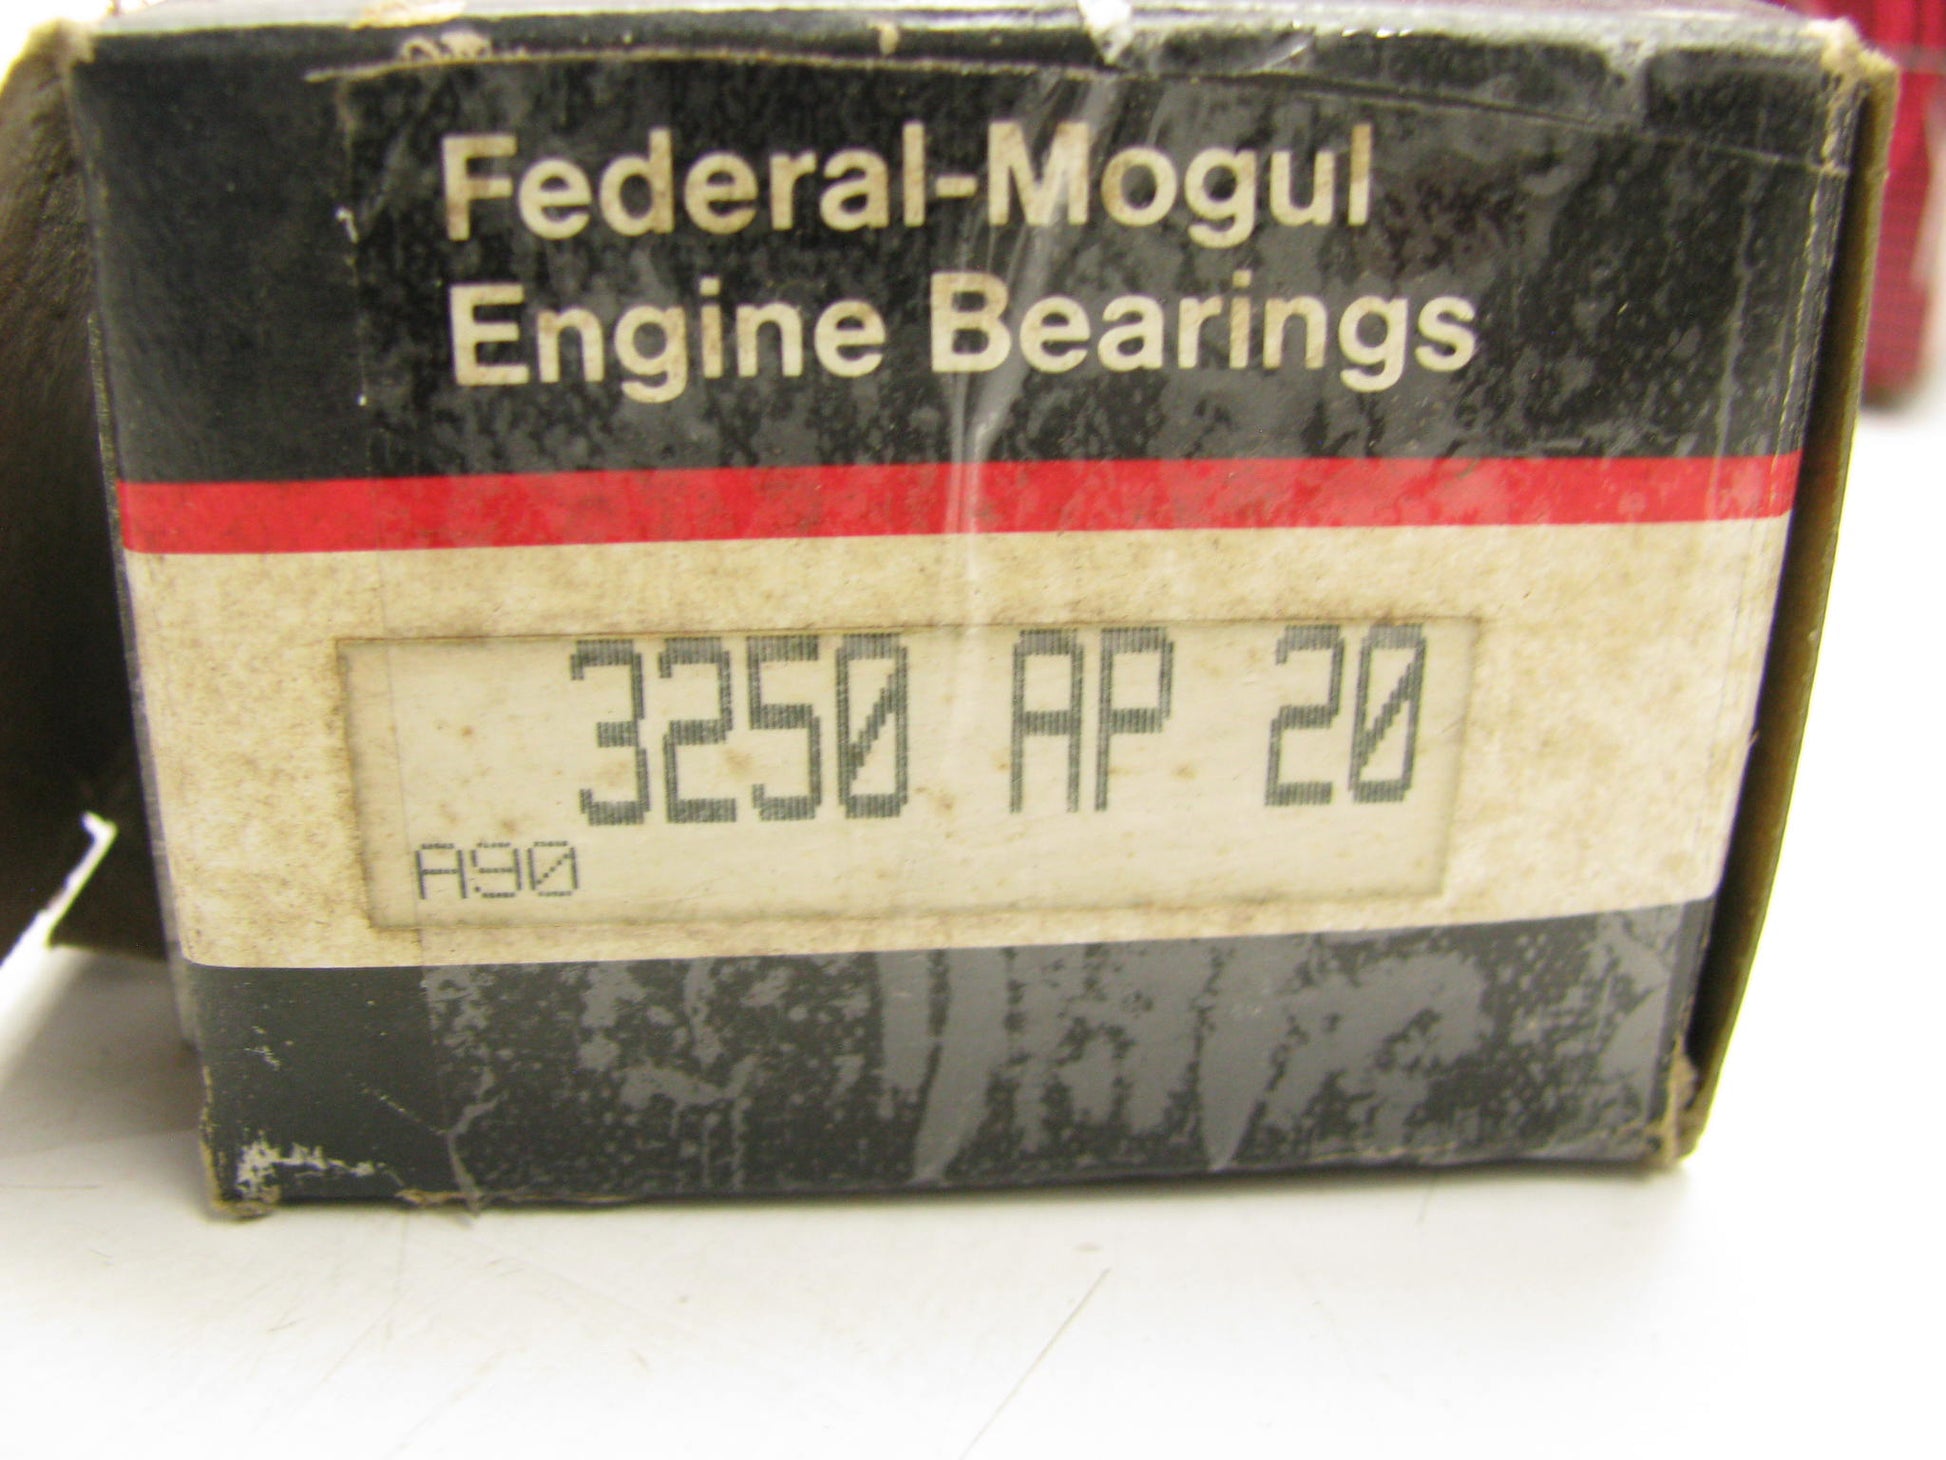 Federal-Mogul
Engine Bearings
3250 AP 20
A90